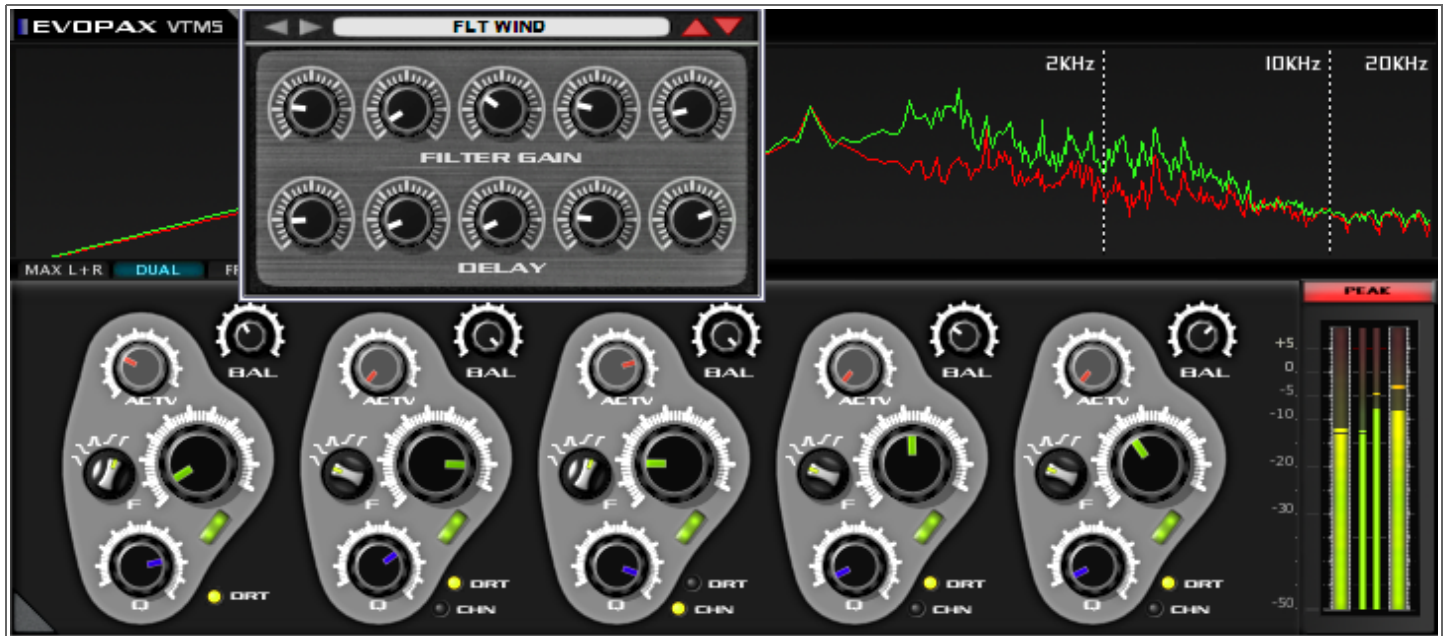 EVOPAX VTM5
FLT WIND
2KHz
10KHz
20KHz
FILTER GAIN
DELAY
MAX L+R
DUAL
PEAK
BAL
BAL
BAL
BAL
BAL
ACTV
ACTV
ACTV
ACTV
ACTV
F
F
F
F
F
Q
Q
Q
Q
Q
DRT
DRT
CHN
DRT
CHN
DRT
CHN
DRT
CHN
+5
0
-5
-10
-20
-30
-50